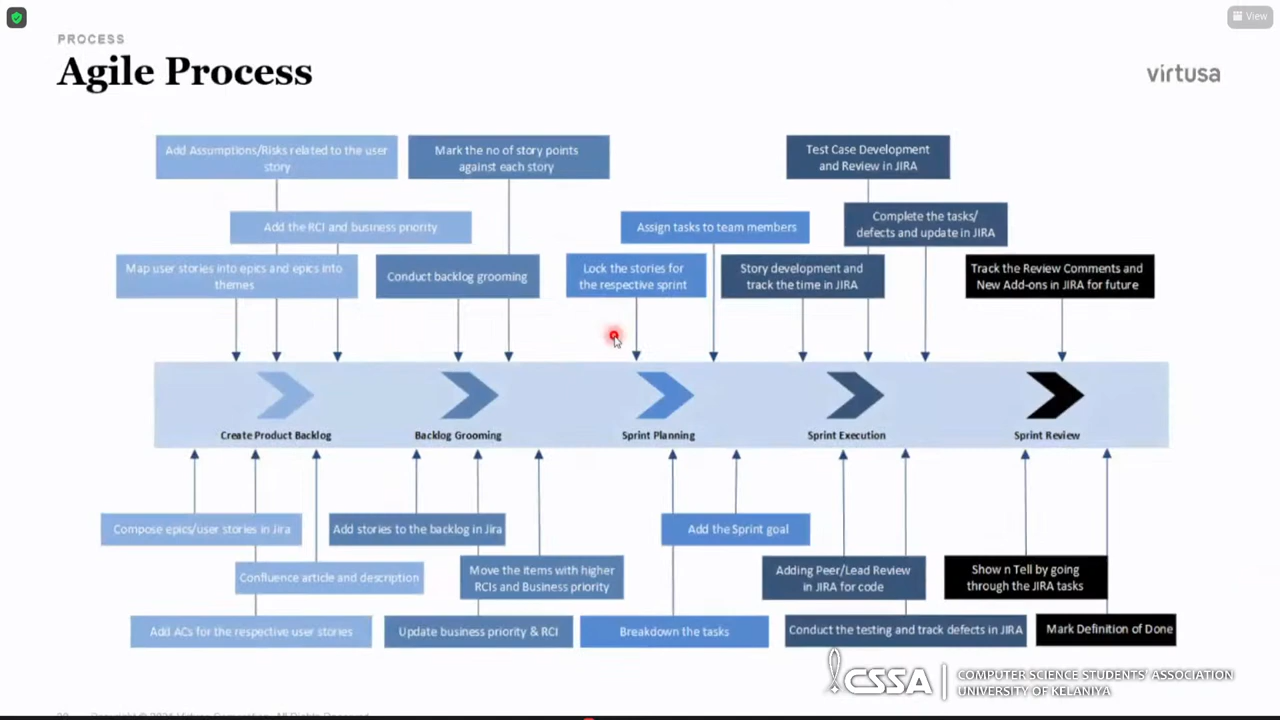 View
PROCESS
Agile Process
virtusa
Add Assumptions/Risks related to the user
story
Mark the no of story points
against each story
Test Case Development
and Review in JIRA
Add the RCI and business priority
Assign tasks to team members
Complete the tasks/
defects and update in JIRA
Map user stories into epics and epics into
themes
Conduct backlog grooming
Lock the stories for
the respective sprint
Story development and
track the time in JIRA
Track the Review Comments and
New Add-ons in JIRA for future
Create Product Backlog
Backlog Grooming
Sprint Planning
Sprint Execution
Sprint Review
Compose epics/user stories in Jira
Add stories to the backlog in Jira
Add the Sprint goal
Confluence article and description
Move the items with higher
RCIs and Business priority
Adding Peer/Lead Review
in JIRA for code
Show n Tell by going
through the JIRA tasks
Add ACs for the respective user stories
Update business priority & RCI
Breakdown the tasks
Conduct the testing and track defects in JIRA
Mark Definition of Done
CSSA
COMPUTER SCIENCE STUDENTS' ASSOCIATION
UNIVERSITY OF KELANIYA